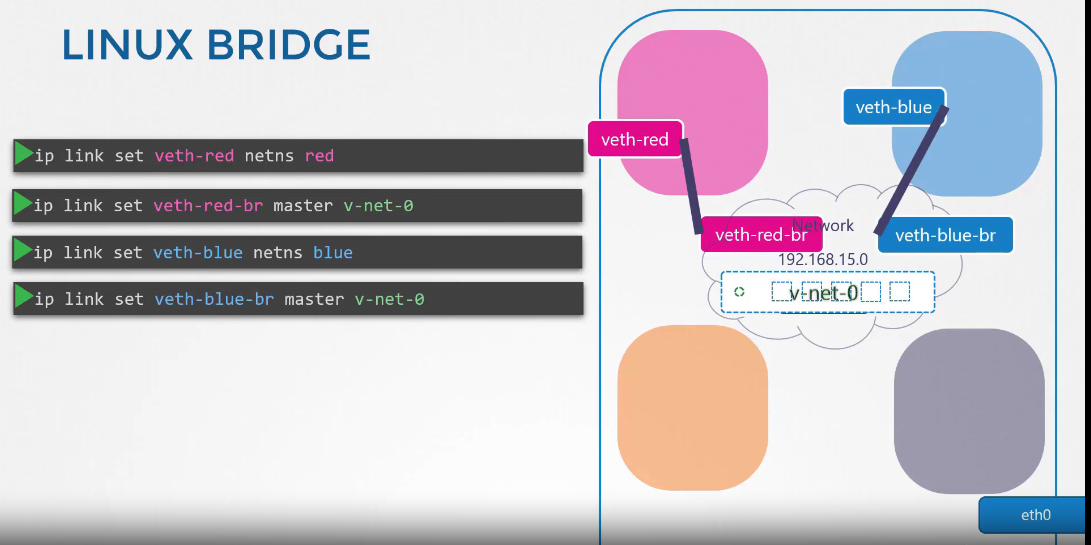 LINUX BRIDGE
ip link set veth-red netns red
ip link set veth-red-br master v-net-0
ip link set veth-blue netns blue
ip link set veth-blue-br master v-net-0
veth-blue
veth-red
veth-red-br
Network
veth-blue-br
192.168.15.0
v-net-0
eth0